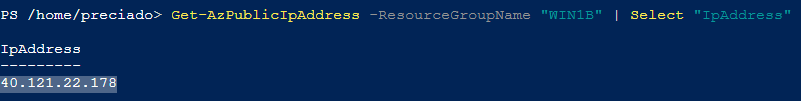 PS /home/preciado> Get-AzPublicIpAddress -ResourceGroupName "WIN1B" | Select "IpAddress"
IpAddress
---------
40.121.22.178